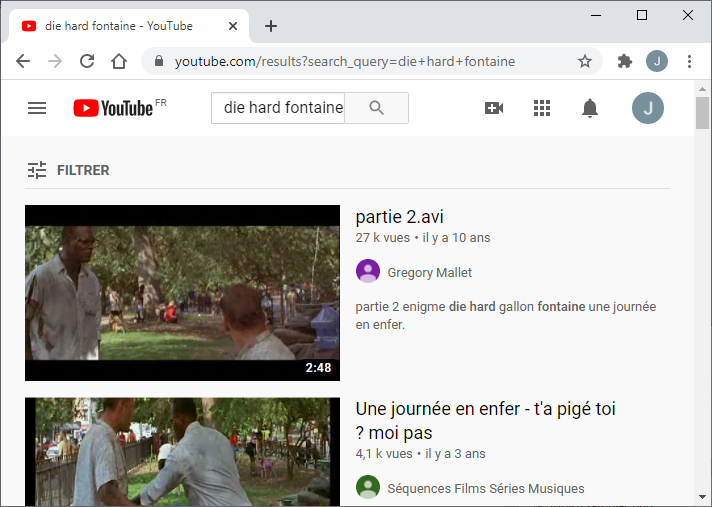 die hard fontaine - YouTube
youtube.com/results?search_query=die+hard+fontaine
J
YouTube FR
die hard fontaine
J
FILTRER
partie 2.avi
27 k vues • il y a 10 ans
Gregory Mallet
partie 2 enigme die hard gallon fontaine une journée
en enfer.
2:48
Une journée en enfer - t'a pigé toi
? moi pas
4,1 k vues • il y a 3 ans
Séquences Films Séries Musiques